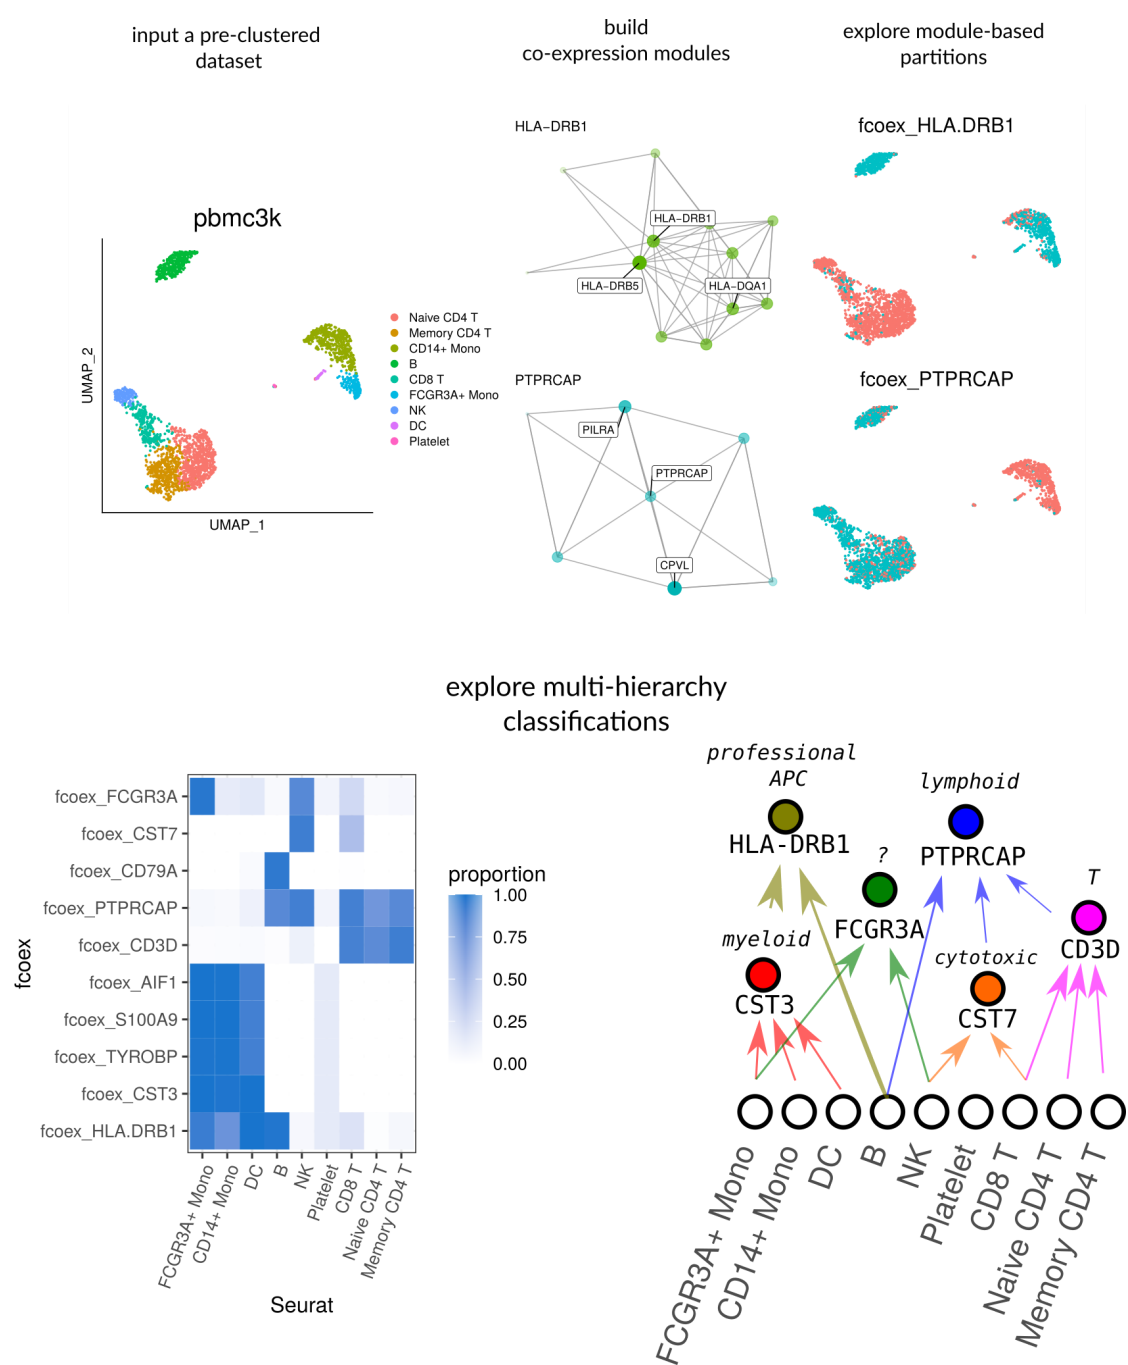 input a pre-clustered
dataset
build
co-expression modules
explore module-based
partitions
pbmc3k
UMAP_2
UMAP_1
Naive CD4 T
Memory CD4 T
CD14+ Mono
B
CD8 T
FCGR3A+ Mono
NK
DC
Platelet
HLA−DRB1
HLA−DRB1
HLA−DRB5
HLA−DQA1
PTPRCAP
PILRA
PTPRCAP
CPVL
fcoex_HLA.DRB1
fcoex_PTPRCAP
explore multi-hierarchy
classifications
fcoex
fcoex_FCGR3A
fcoex_CST7
fcoex_CD79A
fcoex_PTPRCAP
fcoex_CD3D
fcoex_AIF1
fcoex_S100A9
fcoex_TYROBP
fcoex_CST3
fcoex_HLA.DRB1
FCGR3A+ Mono
CD14+ Mono
DC
B
NK
Platelet
CD8 T
Naive CD4 T
Memory CD4 T
Seurat
proportion
1.00
0.75
0.50
0.25
0.00
professional
APC
HLA-DRB1
lymphoid
PTPRCAP
?
FCGR3A
T
CD3D
myeloid
CST3
cytotoxic
CST7
FCGR3A+ Mono
CD14+ Mono
DC
B
NK
Platelet
CD8 T
Naive CD4 T
Memory CD4 T